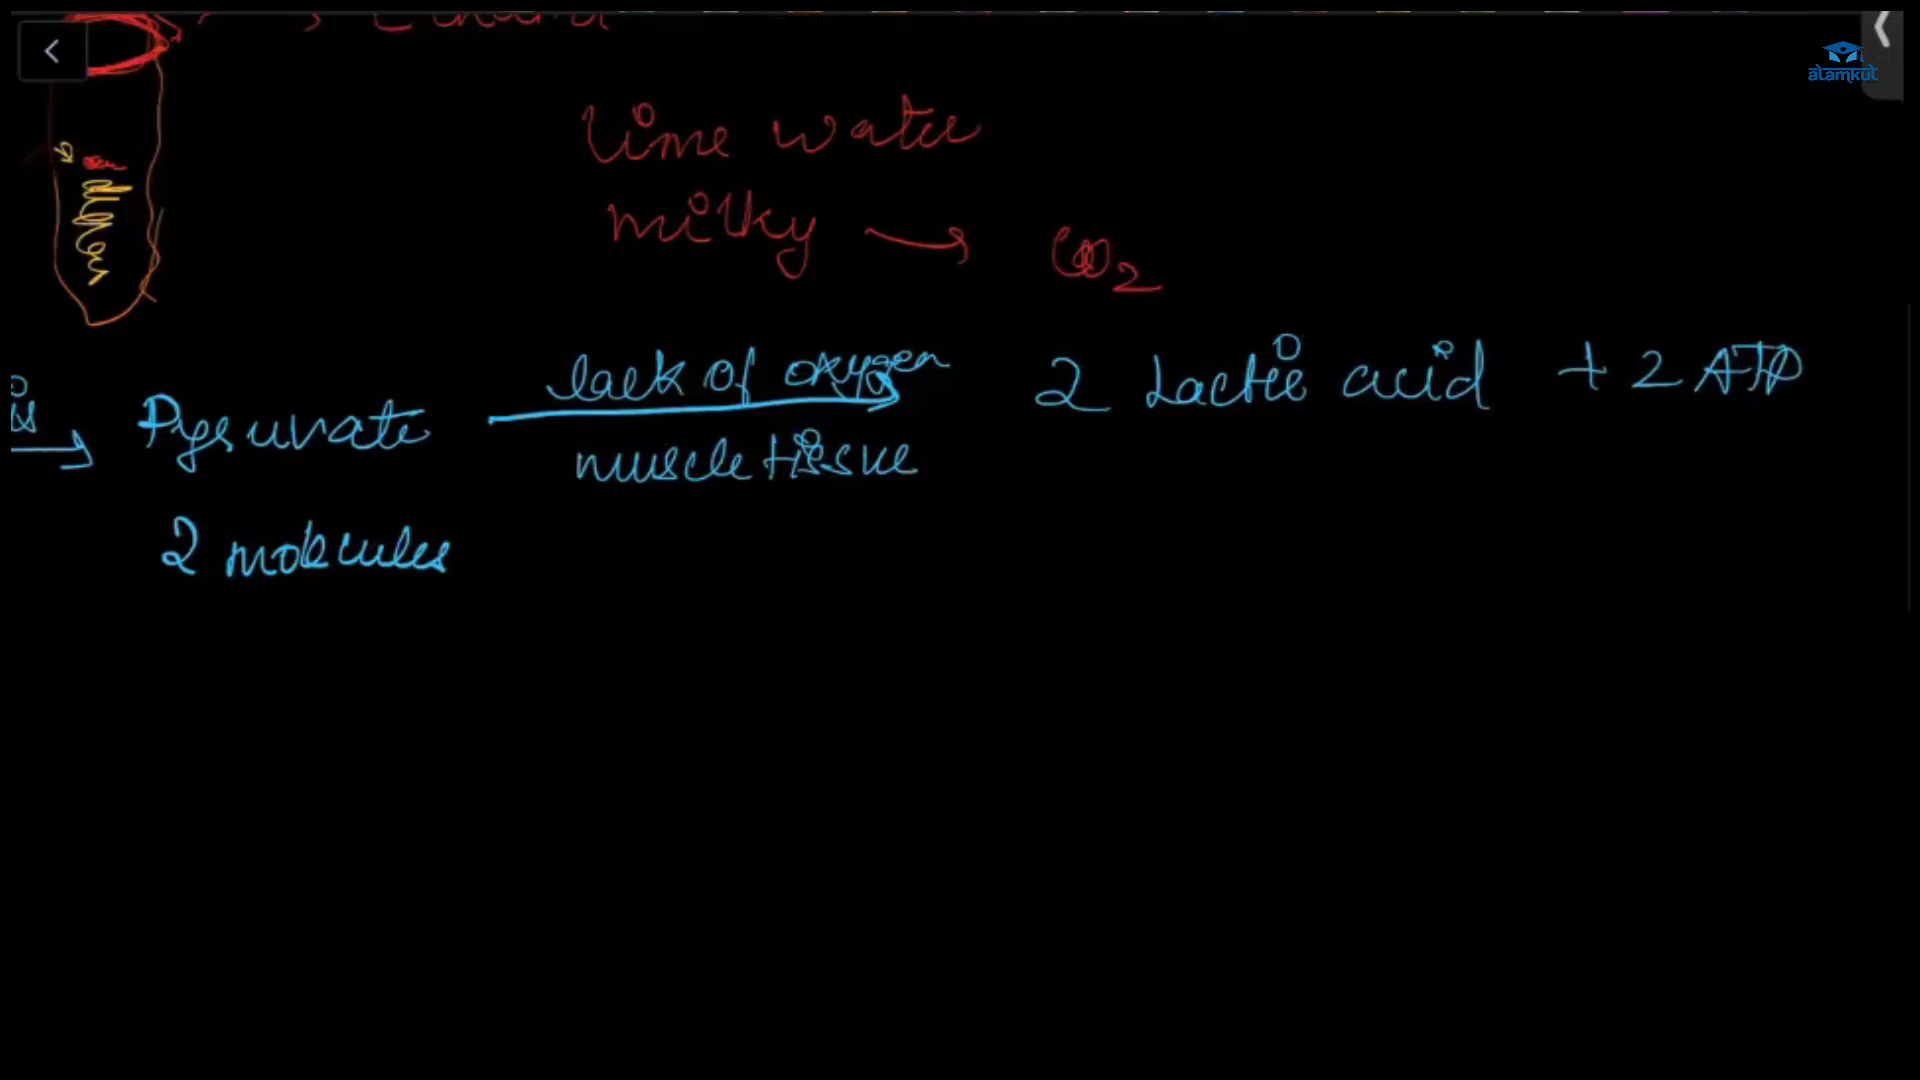 alamkul
lime water
milky → CO2
lack of oxygen
Pyruvate 2 Lactic acid + 2 ATP
muscle tissue
2 molecules